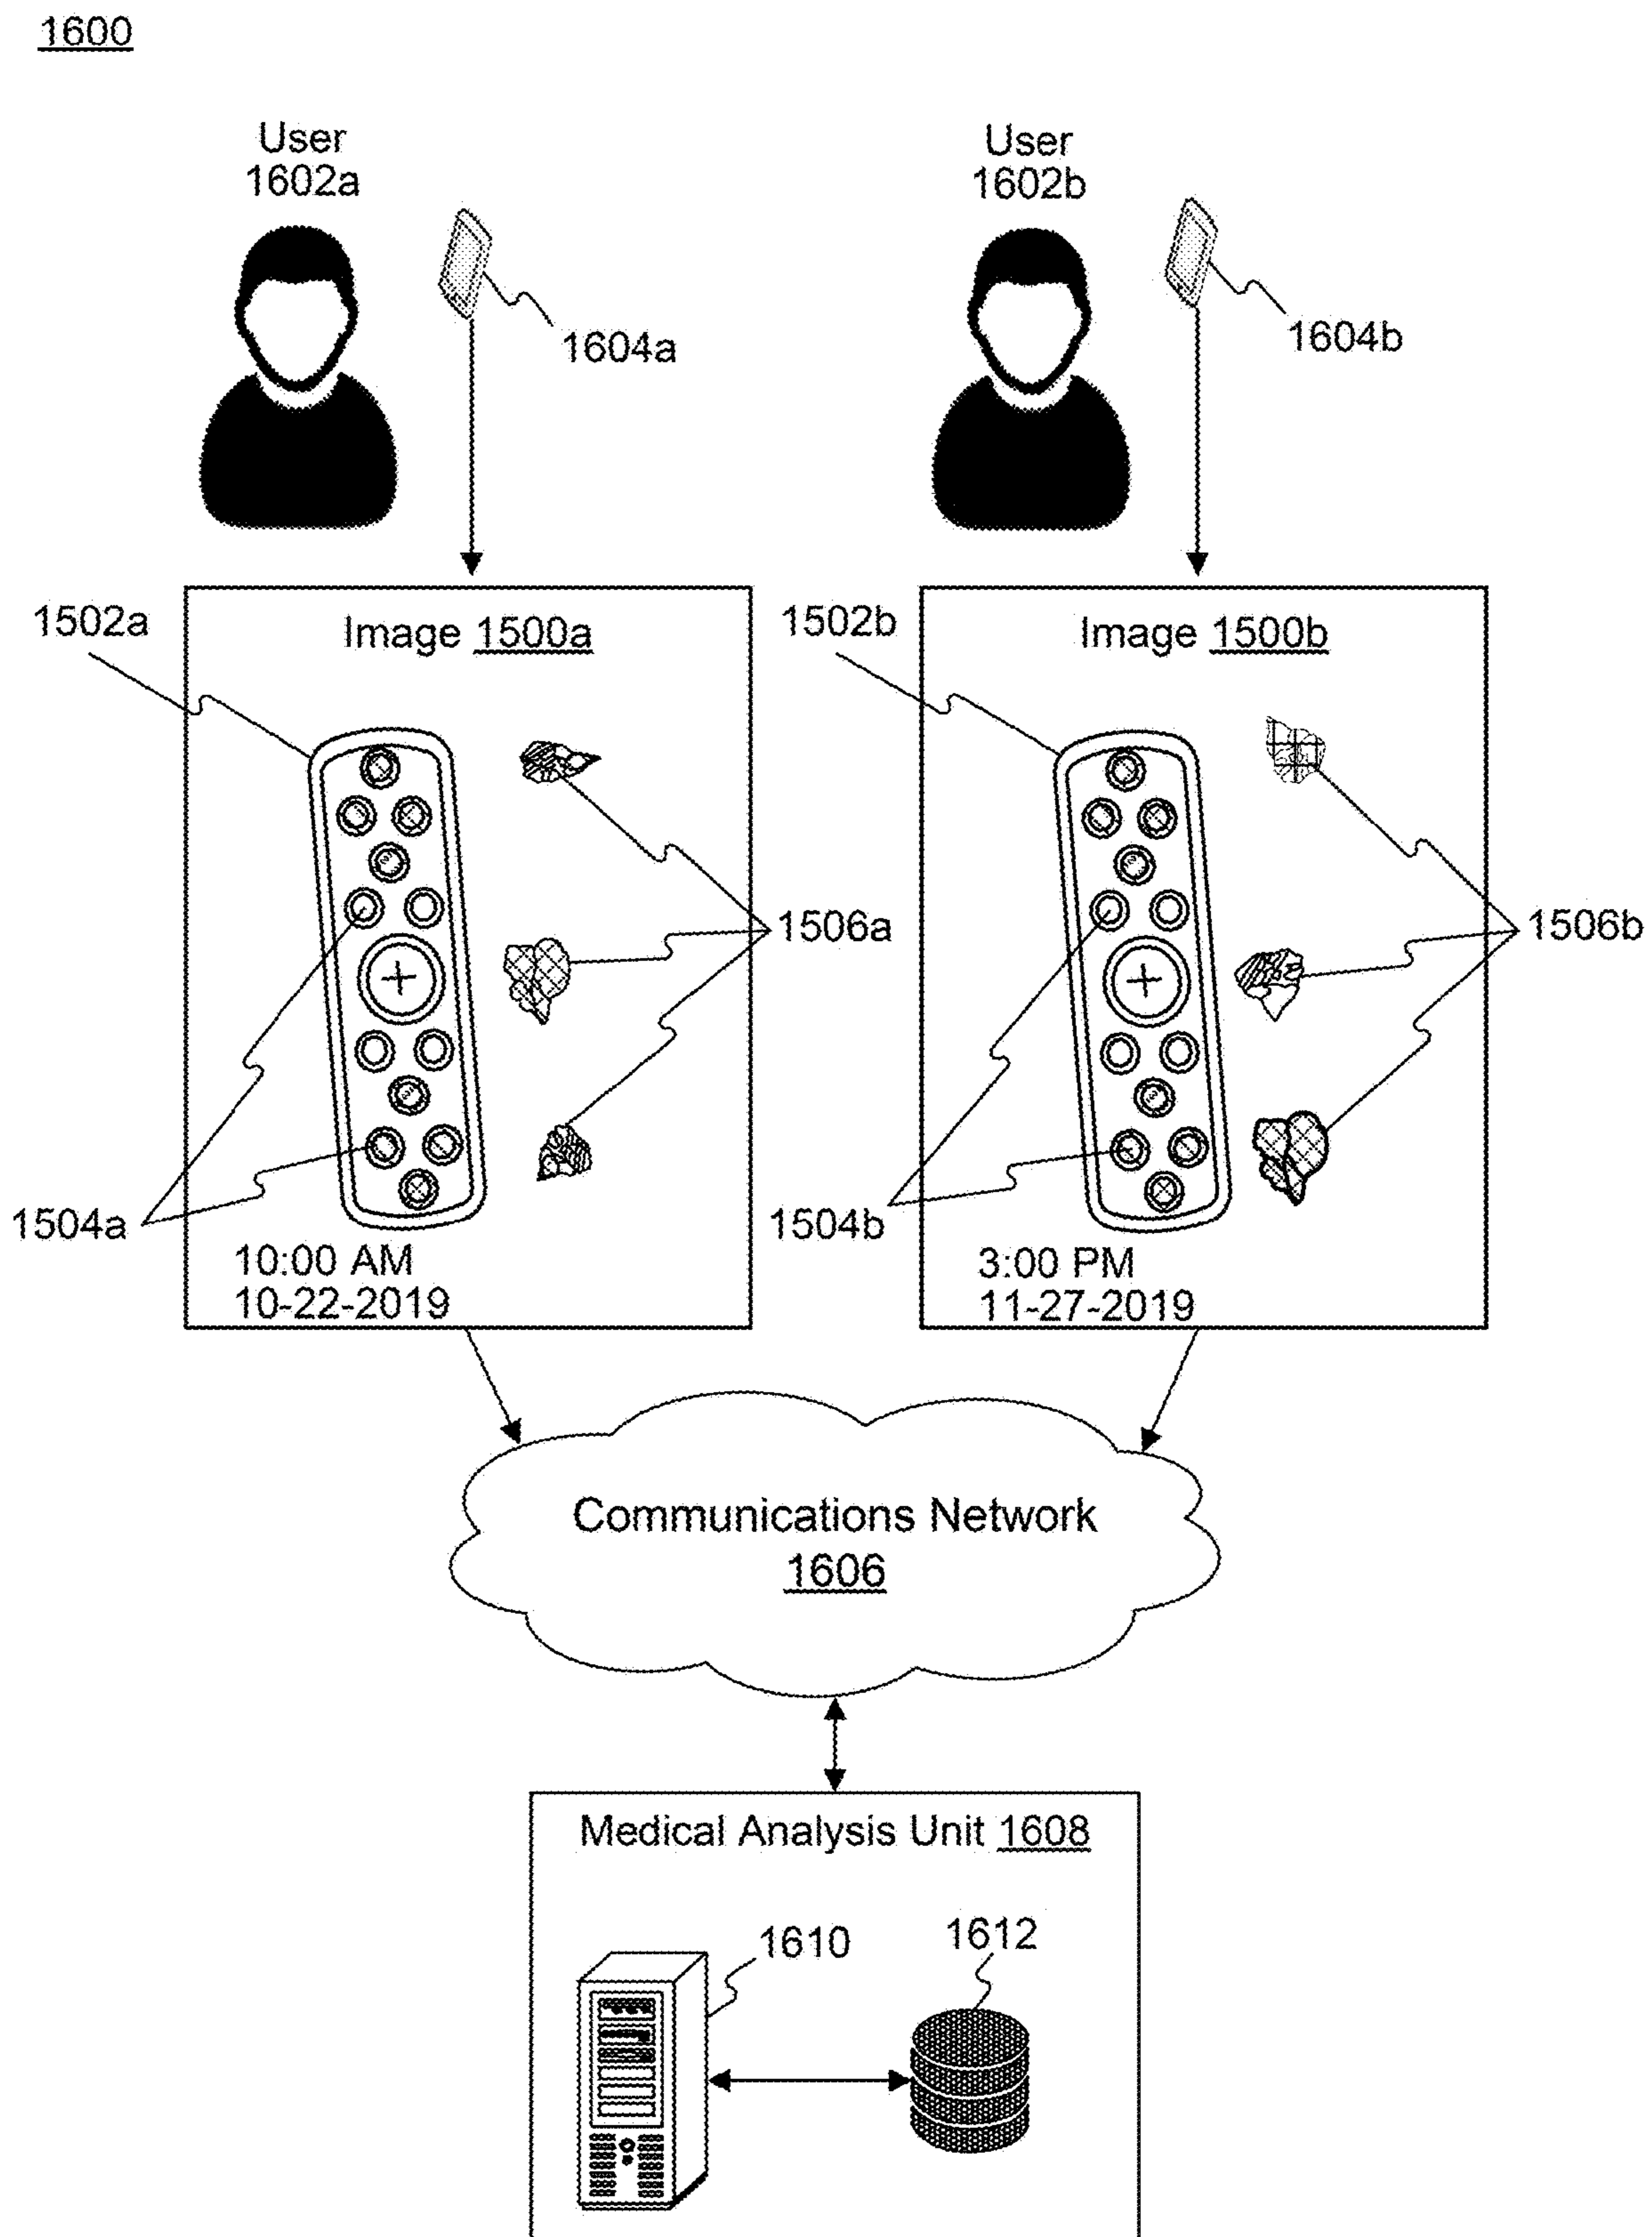 1600
User
1602a
User
1602b
1604a
1604b
1502a
Image 1500a
1502b
Image 1500b
1506a
1506b
1504a
1504b
10:00 AM
10-22-2019
3:00 PM
11-27-2019
Communications Network
1606
Medical Analysis Unit 1608
1610
1612